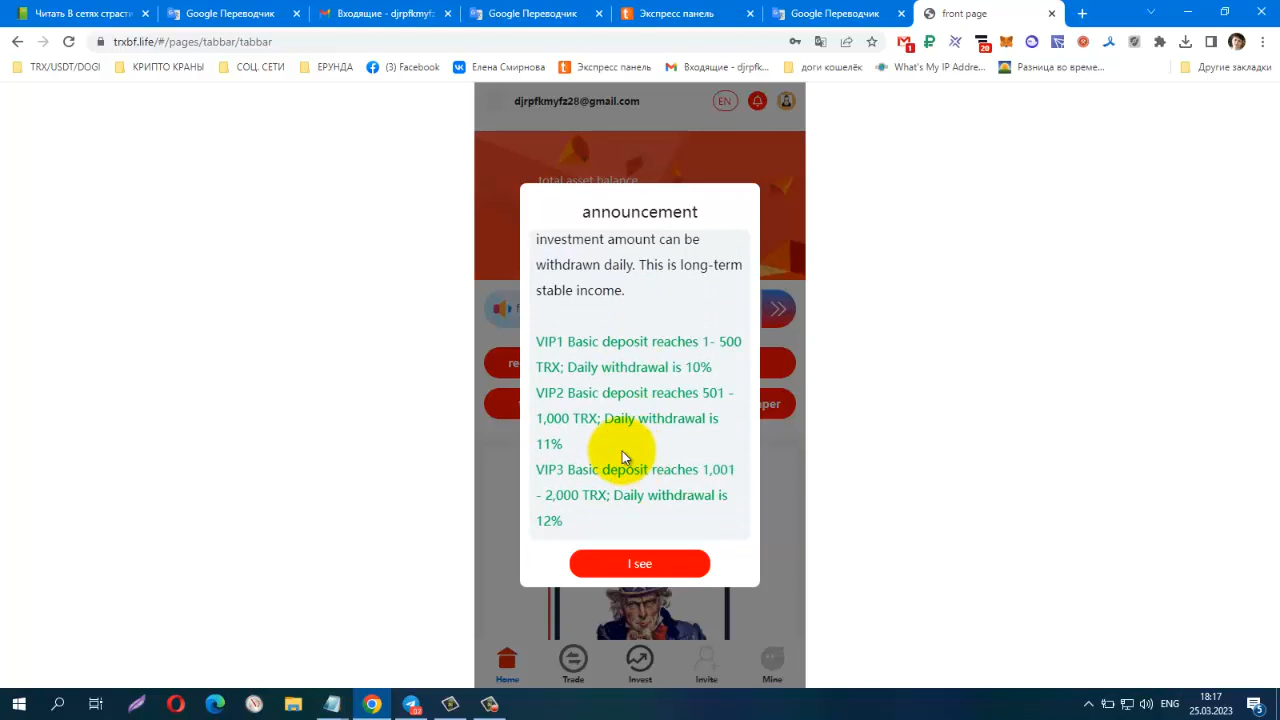 Читать В сетях страсти
Google Переводчик
Входящие - djrpfkmyfz
Google Переводчик
Экспресс панель
Google Переводчик
front page
trxbf.life/#/pages/tabbar/tabbar
1
20
TRX/USDT/DOGI
КРИПТО КРАНЫ
СОЦ. СЕТИ
ЕРУНДА
(3) Facebook
Елена Смирнова
Экспресс панель
Входящие - djrpfk...
доги кошелёк
What's My IP Addre...
Разница во време...
Другие закладки
djrpfkmyfz28@gmail.com
EN
total asset balance
announcement
investment amount can be
withdrawn daily. This is long-term
stable income.
VIP1 Basic deposit reaches 1- 500
TRX; Daily withdrawal is 10%
VIP2 Basic deposit reaches 501 -
1,000 TRX; Daily withdrawal is
11%
VIP3 Basic deposit reaches 1,001
- 2,000 TRX; Daily withdrawal is
12%
I see
Home
Trade
Invest
Invite
Mine
ENG
18:17
25.03.2023
5